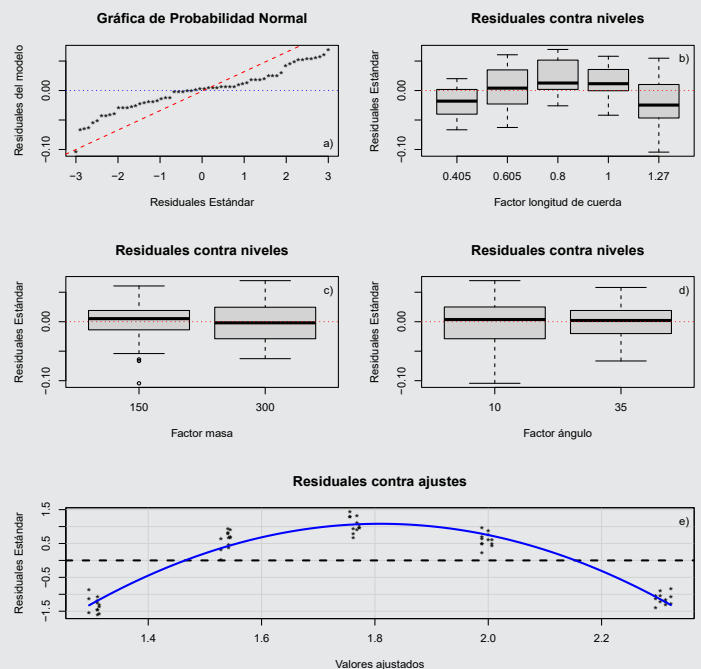 Gráfica de Probabilidad Normal
Residuales del modelo
0.00
−0.10
a)
−3 −2 −1 0 1 2 3
Residuales Estándar
Residuales contra niveles
Residuales Estándar
0.00
−0.10
b)
0.405 0.605 0.8 1 1.27
Factor longitud de cuerda
Residuales contra niveles
Residuales Estándar
0.00
−0.10
c)
150 300
Factor masa
Residuales contra niveles
Residuales Estándar
0.00
−0.10
d)
10 35
Factor ángulo
Residuales contra ajustes
Residuales Estándar
1.5
0.5
−0.5
−1.5
e)
1.4 1.6 1.8 2.0 2.2
Valores ajustados